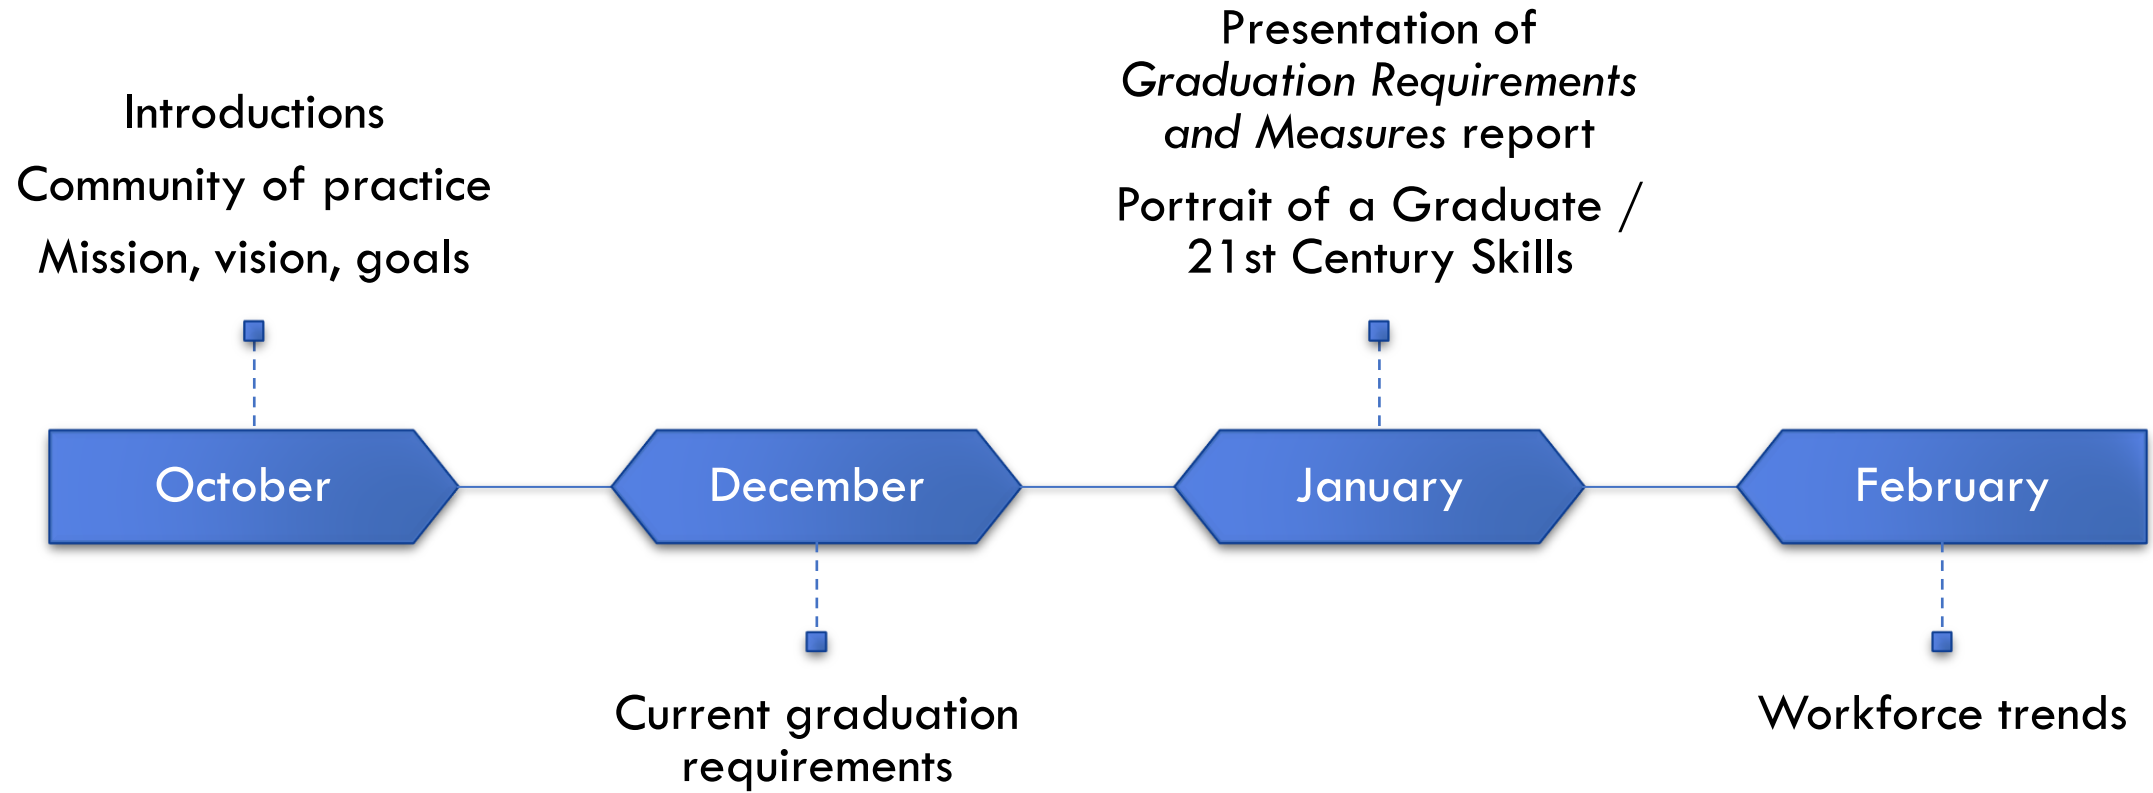 Introductions
Community of practice
Mission, vision, goals
October
Current graduation
requirements
December
Presentation of
Graduation Requirements
and Measures report
Portrait of a Graduate /
21st Century Skills
January
Workforce trends
February